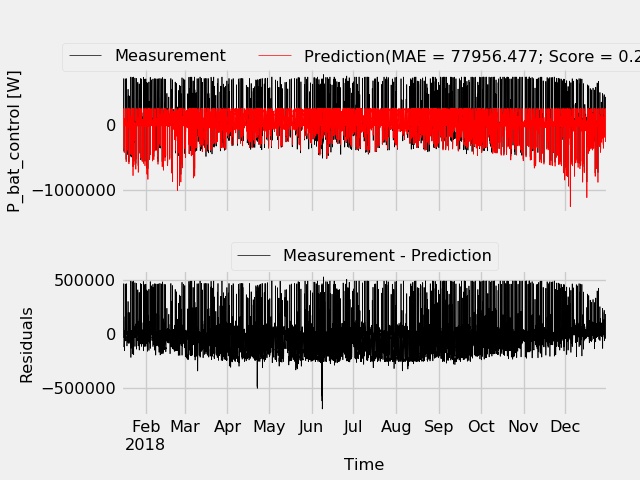 Measurement Prediction(MAE = 77956.477; Score = 0.2
P_bat_control [W]
0
−1000000
Measurement - Prediction
Residuals
500000
0
−500000
Feb Mar Apr May Jun Jul Aug Sep Oct Nov Dec
2018
Time